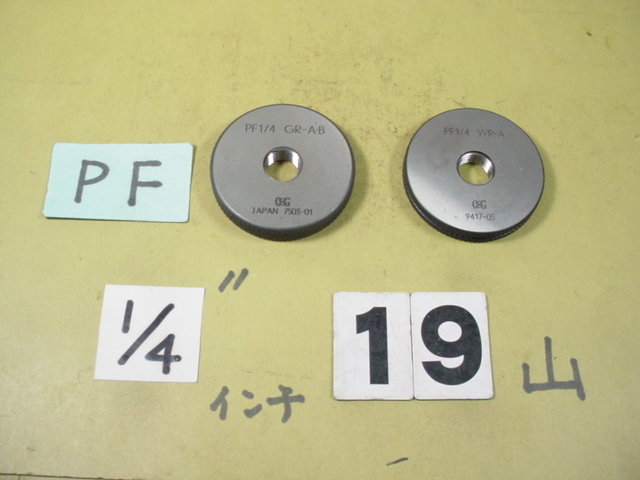 PF
PF1/4 GR-A·B
OSG
JAPAN 7503-01
PF1/4 WR-A
OSG
9417-05
1/4 "
インチ
19 山